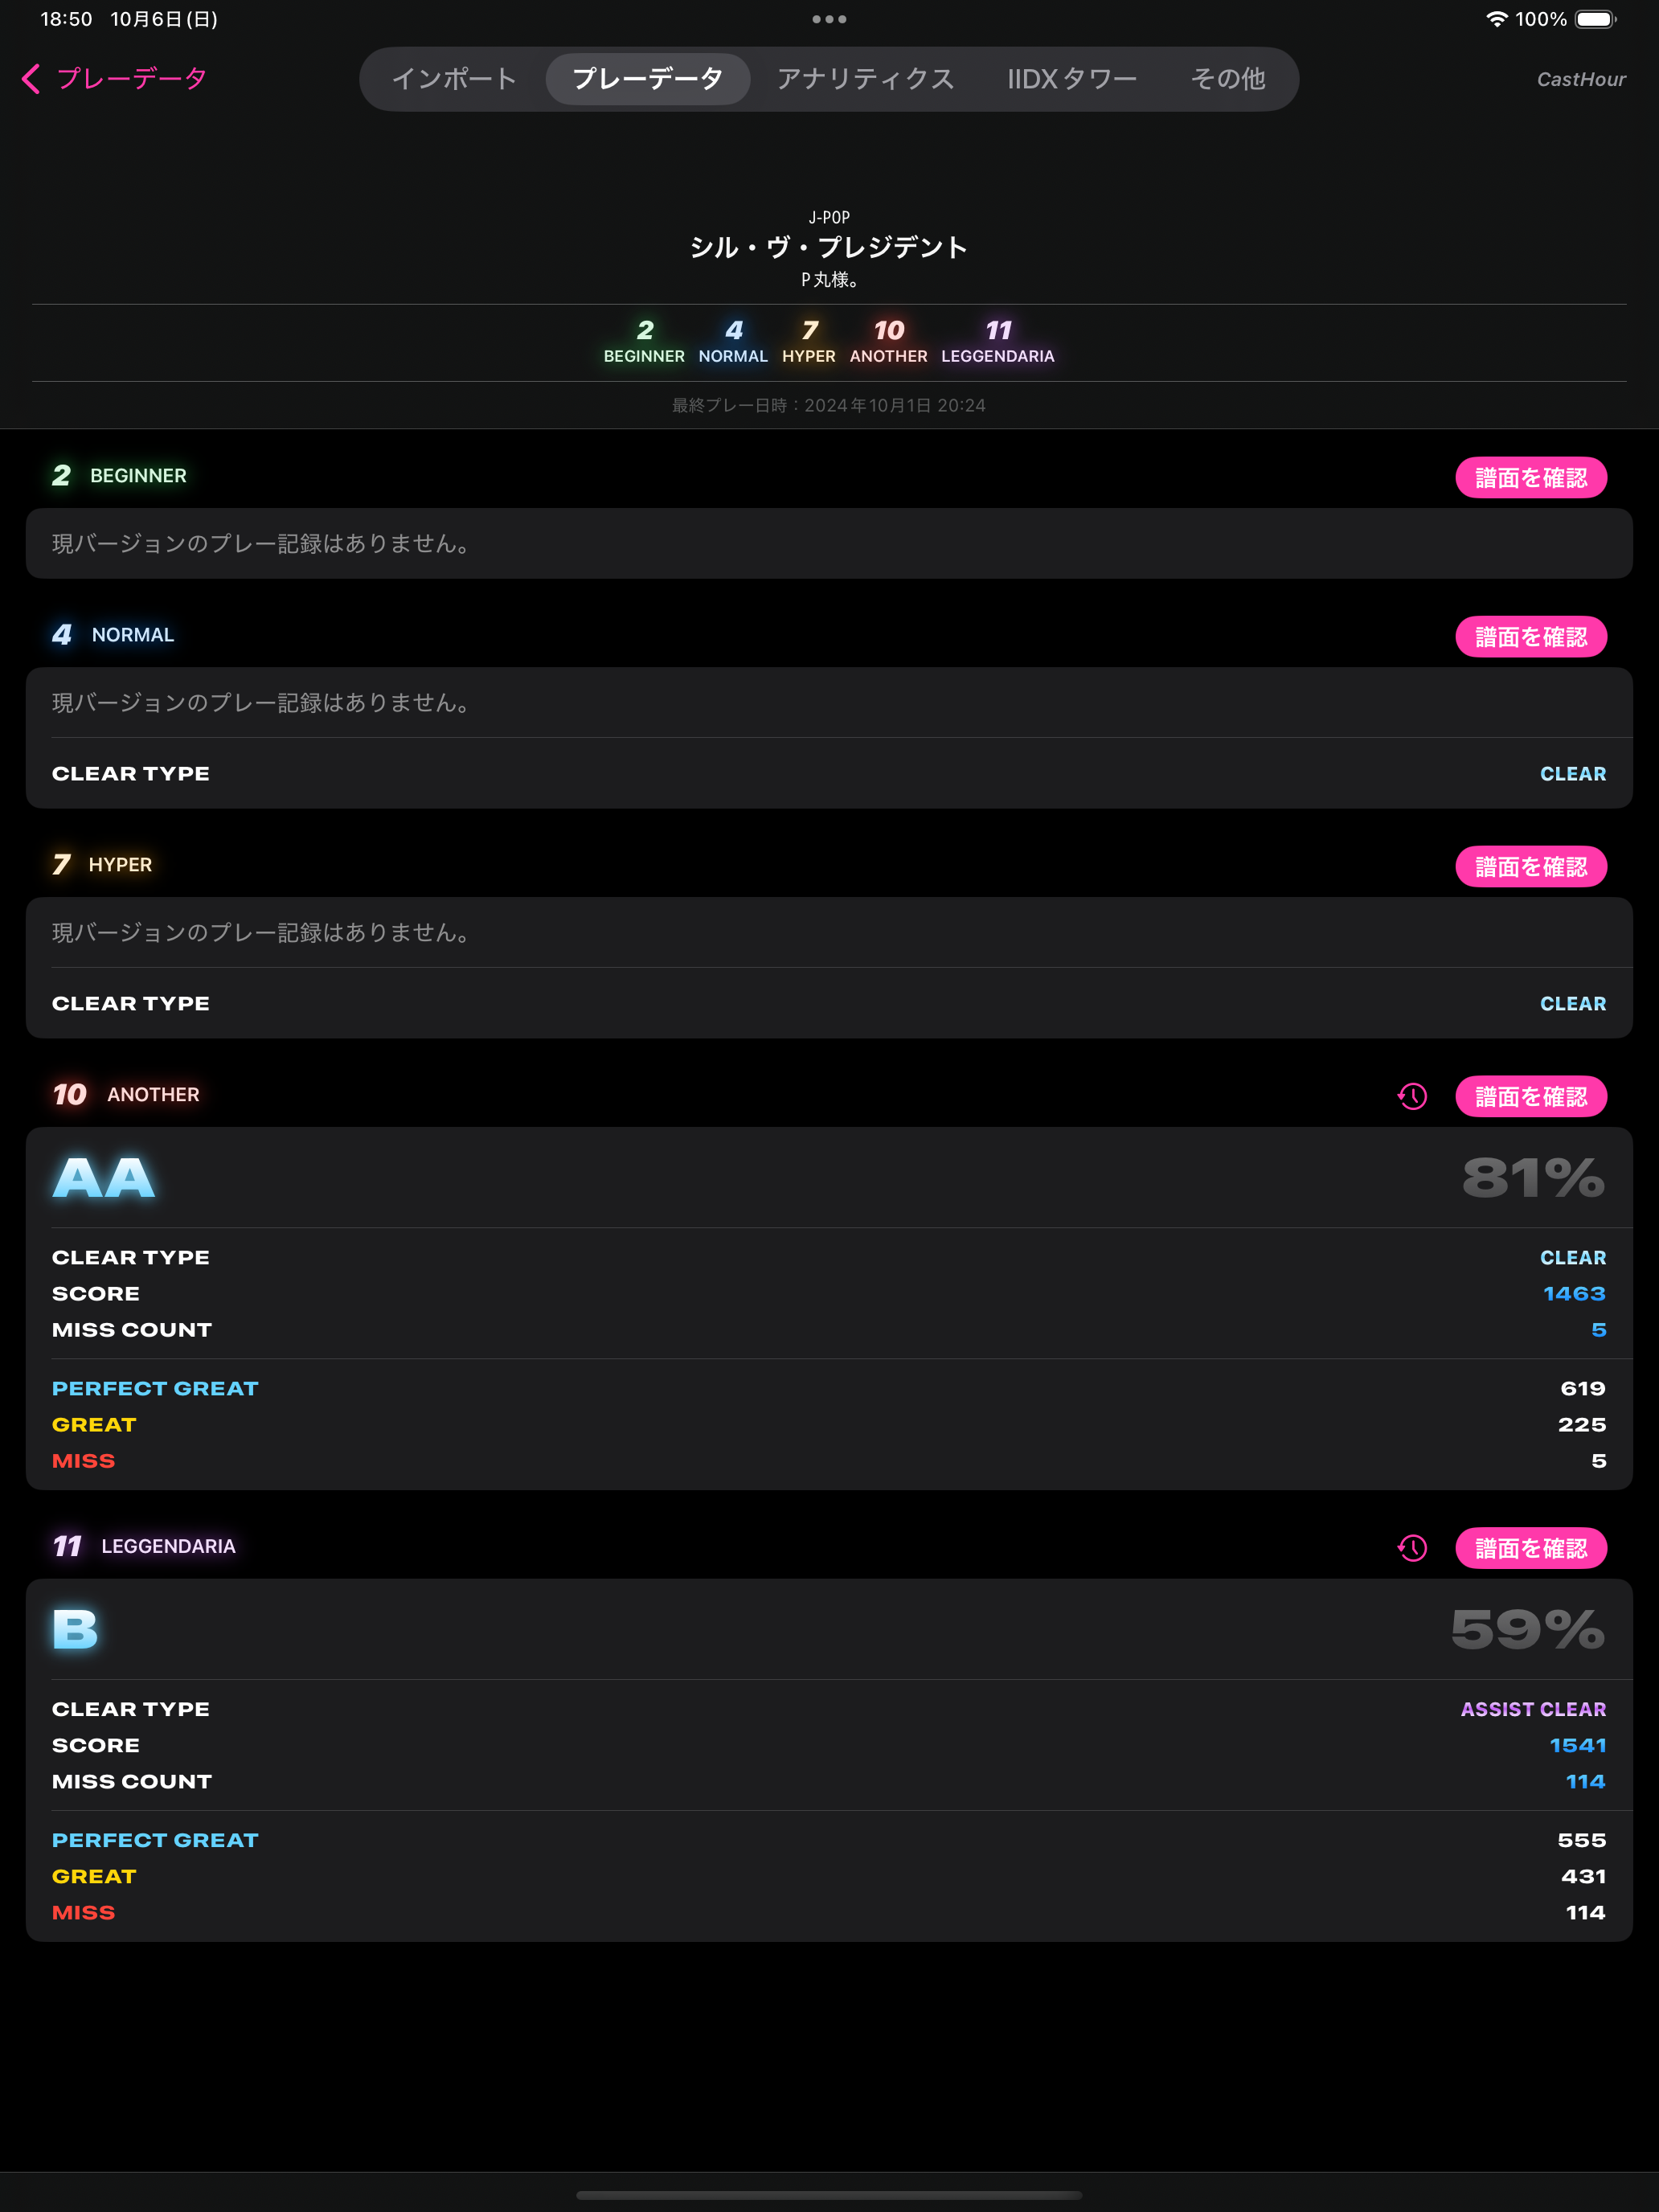 18:50 10月6日(日)
100%
プレーデータ
インポート プレーデータ アナリティクス IIDXタワー その他
CastHour
J-POP
シル・ヴ・プレジデント
P丸様。
2 4 7 10 11
BEGINNER NORMAL HYPER ANOTHER LEGGENDARIA
最終プレー日時：2024年10月1日 20:24
2 BEGINNER 譜面を確認
現バージョンのプレー記録はありません。
4 NORMAL 譜面を確認
現バージョンのプレー記録はありません。
CLEAR TYPE CLEAR
7 HYPER 譜面を確認
現バージョンのプレー記録はありません。
CLEAR TYPE CLEAR
10 ANOTHER 譜面を確認
AA 81%
CLEAR TYPE CLEAR
SCORE 1463
MISS COUNT 5
PERFECT GREAT 619
GREAT 225
MISS 5
11 LEGGENDARIA 譜面を確認
B 59%
CLEAR TYPE ASSIST CLEAR
SCORE 1541
MISS COUNT 114
PERFECT GREAT 555
GREAT 431
MISS 114